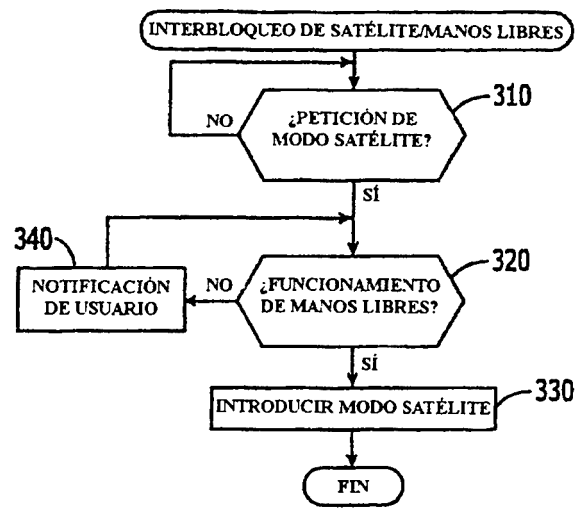 INTERBLOQUEO DE SATÉLITE/MANOS LIBRES
310
NO
¿PETICIÓN DE
MODO SATÉLITE?
SÍ
340
320
NOTIFICACIÓN
DE USUARIO
NO
¿FUNCIONAMIENTO
DE MANOS LIBRES?
SÍ
330
INTRODUCIR MODO SATÉLITE
FIN